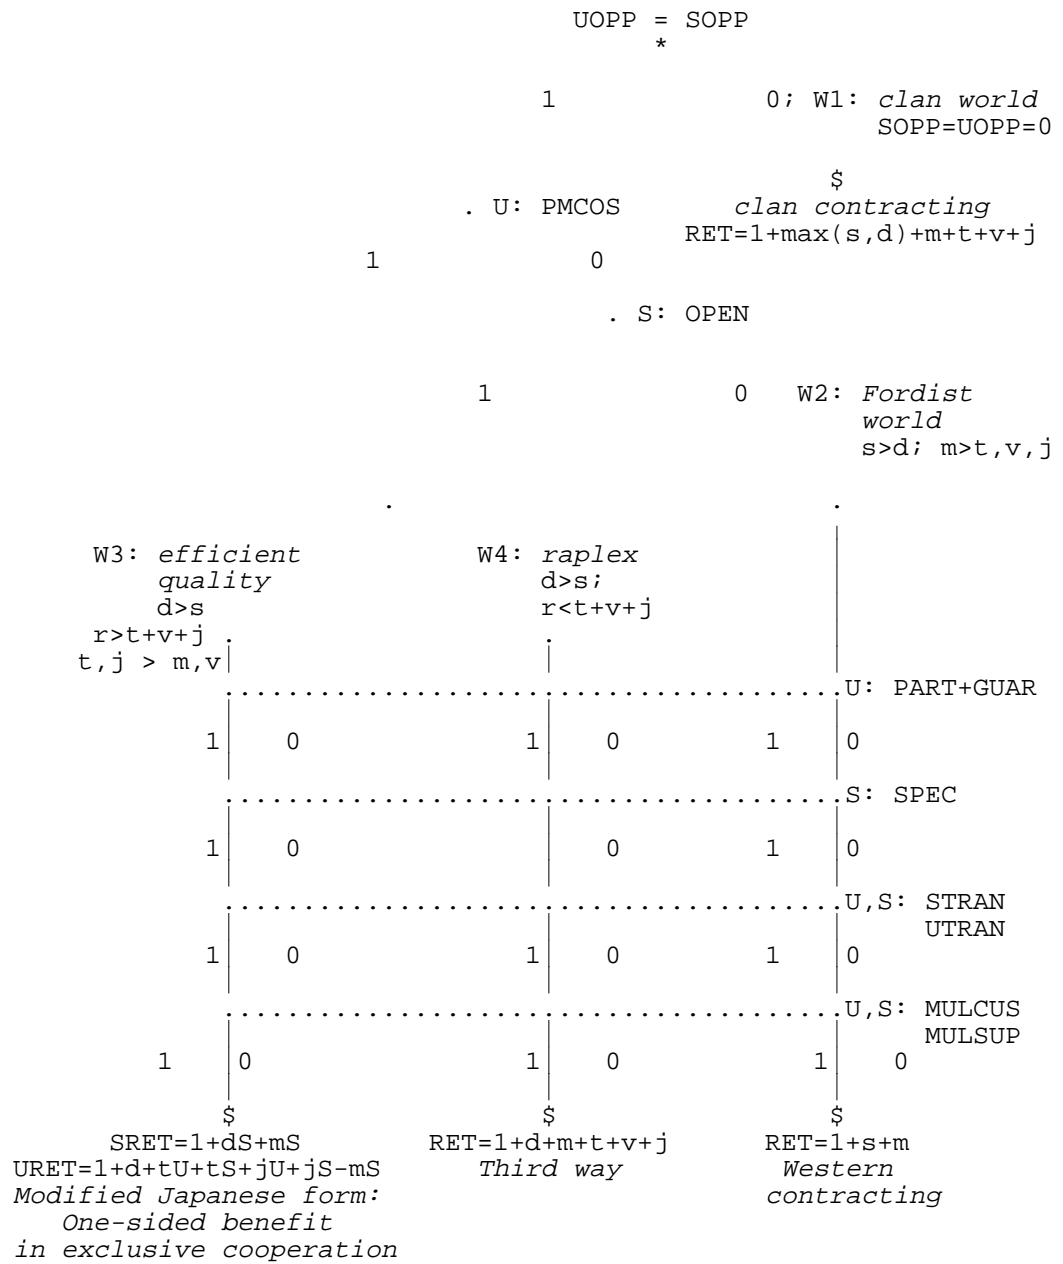 UOPP = SOPP
*
1 0; W1: clan world
SOPP=UOPP=0
$
. U: PMCOS clan contracting
RET=1+max(s,d)+m+t+v+j
1 0
. S: OPEN
1 0 W2: Fordist
world
s>d; m>t,v,j
. .
W3: efficient W4: raplex
quality d>s;
d>s r<t+v+j
r>t+v+j . .
t,j > m,v
.......................................U: PART+GUAR
1 0 1 0 1 0
.......................................S: SPEC
1 0 0 1 0
.......................................U,S: STRAN
UTRAN
1 0 1 0 1 0
.......................................U,S: MULCUS
MULSUP
1 0 1 0 1 0
$ $ $
SRET=1+dS+mS RET=1+d+m+t+v+j RET=1+s+m
URET=1+d+tU+tS+jU+jS-mS Third way Western
Modified Japanese form: contracting
One-sided benefit
in exclusive cooperation